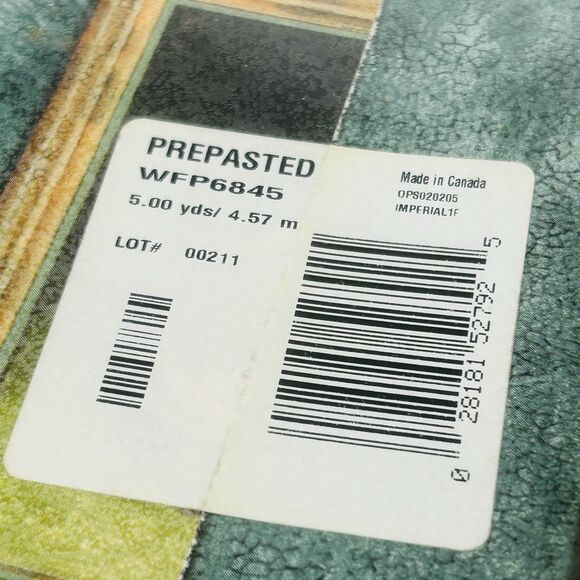 PREPASTED
WFP6845
5.00 yds/ 4.57 m
LOT# 00211
Made in Canada
OPS020205
IMPERIAL1F
0 28181 52792 5